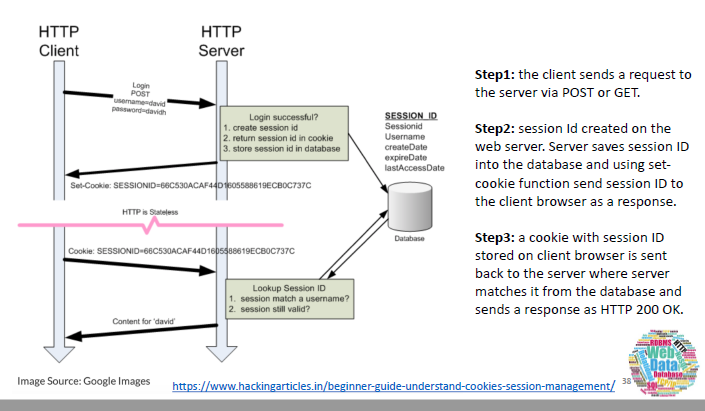 HTTP
Client
HTTP
Server
Login
POST
username=david
password=davidh
Login successful?
1. create session id
2. return session id in cookie
3. store session id in database
SESSION_ID
Sessionid
Username
createDate
expireDate
lastAccessDate
Set-Cookie: SESSIONID=66C530ACAF44D1605588619ECB0C737C
HTTP is Stateless
Database
Cookie: SESSIONID=66C530ACAF44D1605588619ECB0C737C
Lookup Session ID
1. session match a username?
2. session still valid?
Content for 'david'
Step1: the client sends a request to
the server via POST or GET.
Step2: session Id created on the
web server. Server saves session ID
into the database and using set-
cookie function send session ID to
the client browser as a response.
Step3: a cookie with session ID
stored on client browser is sent
back to the server where server
matches it from the database and
sends a response as HTTP 200 OK.
Image Source: Google Images
https://www.hackingarticles.in/beginner-guide-understand-cookies-session-management/
38
RDBMS
HTTP
Web
Data
Database
SQL